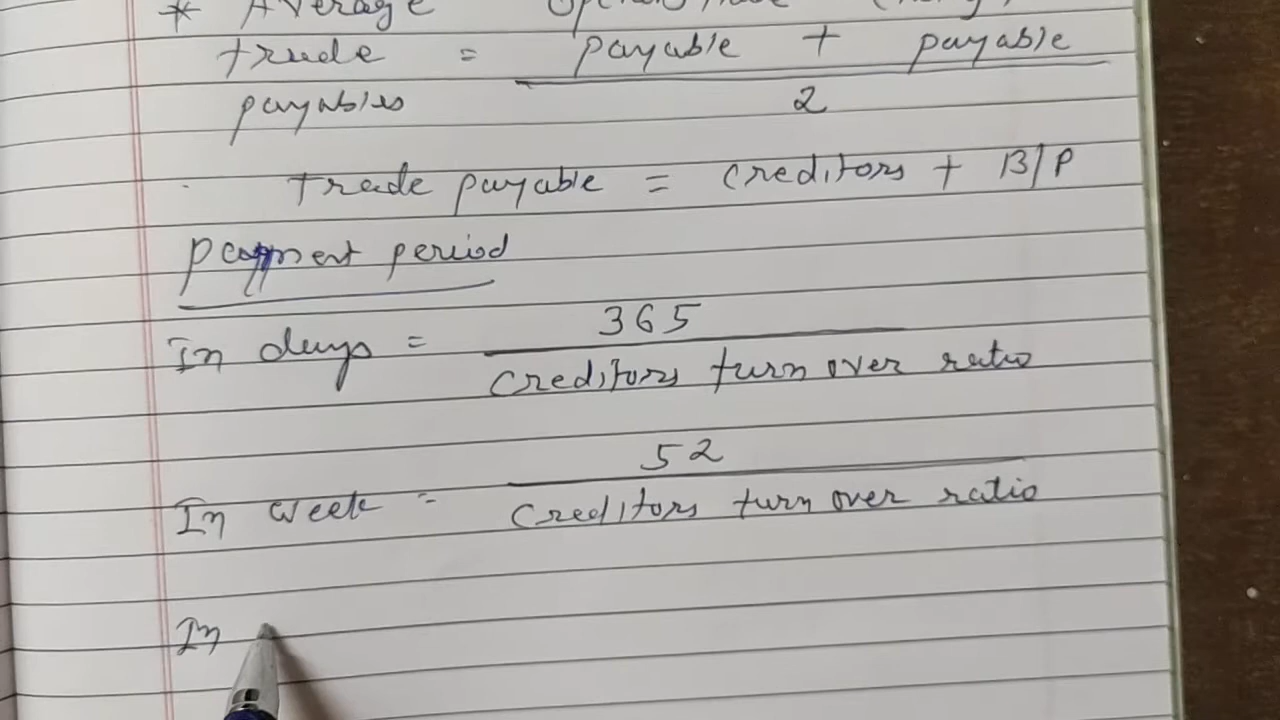 * Average
trade = payable + payable
payables 2
trade payable = creditors + B/P
payment period
In days = 365
creditors turn over ratio
52
In week = creditors turn over ratio
In